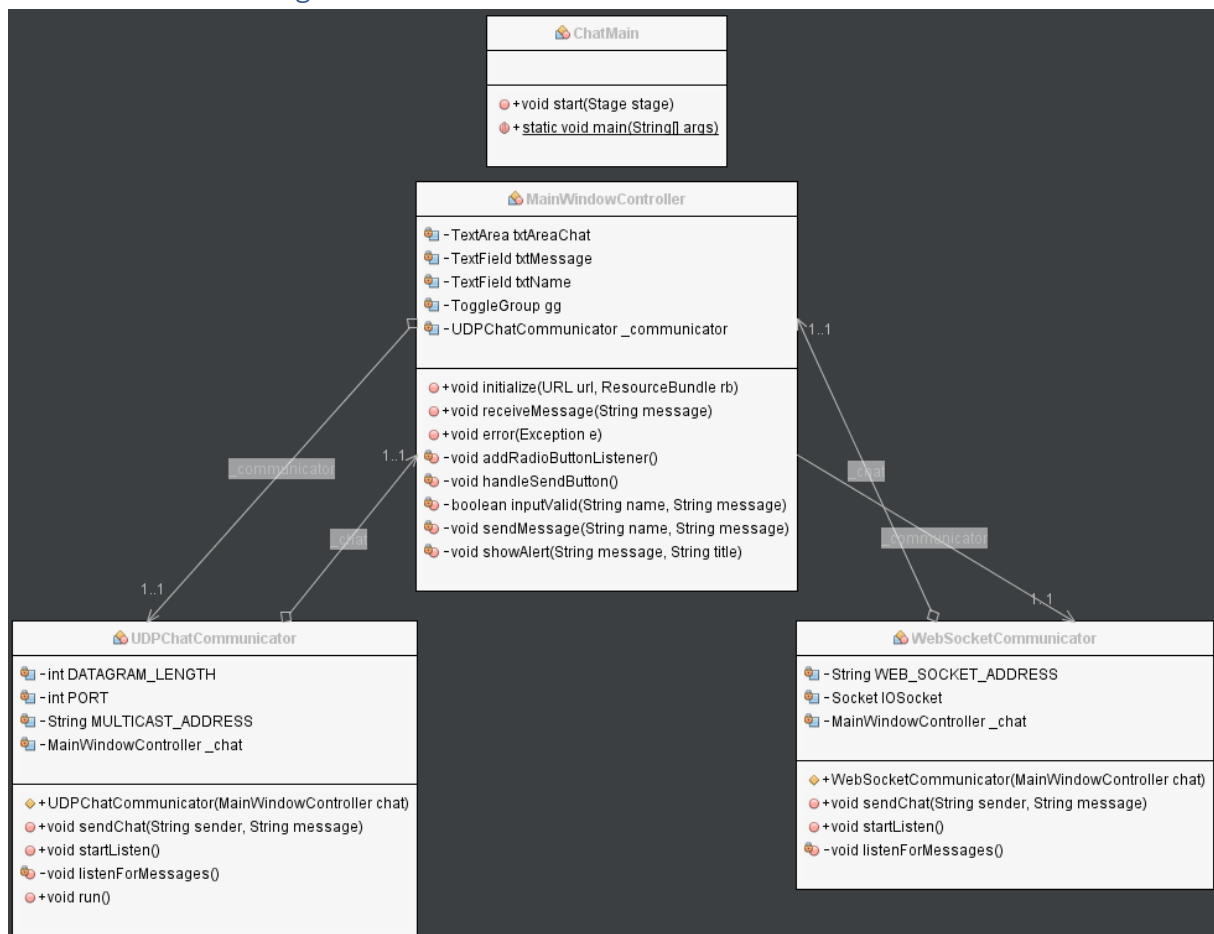 ChatMain
+void start(Stage stage)
+static void main(String[] args)
MainWindowController
-TextArea txtAreaChat
-TextField txtMessage
-TextField txtName
-ToggleGroup gg
-UDPChatCommunicator _communicator
+void initialize(URL url, ResourceBundle rb)
+void receiveMessage(String message)
+void error(Exception e)
-void addRadioButtonListener()
-void handleSendButton()
-boolean inputValid(String name, String message)
-void sendMessage(String name, String message)
-void showAlert(String message, String title)
1..1
1..1
_communicator
_chat
_chat
_communicator
1..1
1..1
UDPChatCommunicator
-int DATAGRAM_LENGTH
-int PORT
-String MULTICAST_ADDRESS
-MainWindowController _chat
+UDPChatCommunicator(MainWindowController chat)
+void sendChat(String sender, String message)
+void startListen()
-void listenForMessages()
+void run()
WebSocketCommunicator
-String WEB_SOCKET_ADDRESS
-Socket IOSocket
-MainWindowController _chat
+WebSocketCommunicator(MainWindowController chat)
+void sendChat(String sender, String message)
+void startListen()
-void listenForMessages()